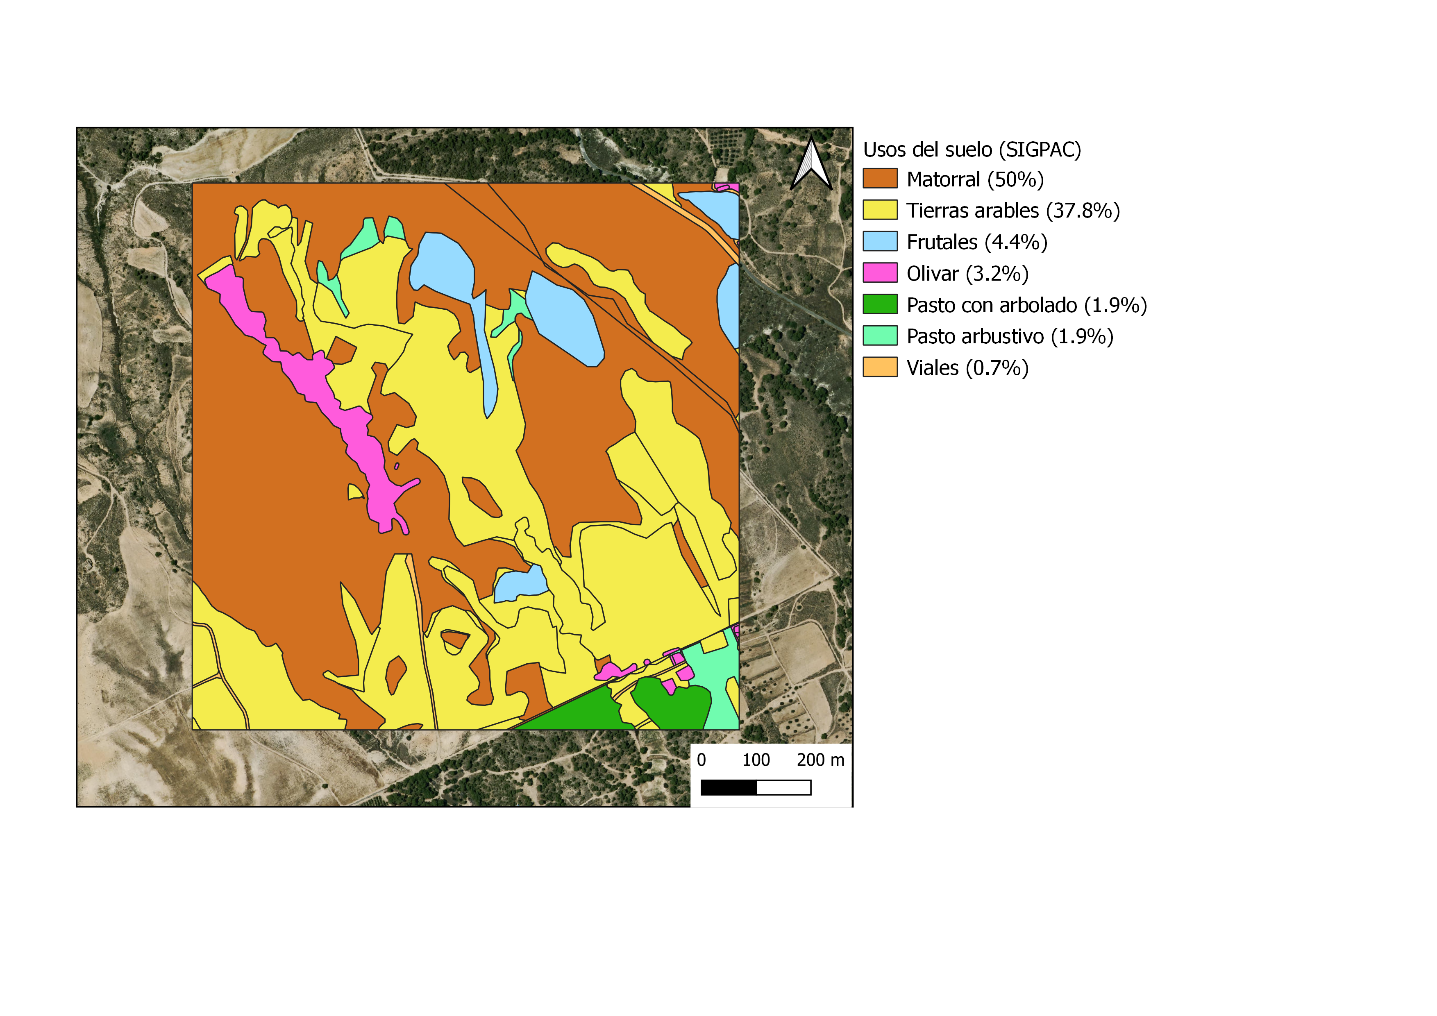 Usos del suelo (SIGPAC)
Matorral (50%)
Tierras arables (37.8%)
Frutales (4.4%)
Olivar (3.2%)
Pasto con arbolado (1.9%)
Pasto arbustivo (1.9%)
Viales (0.7%)
0 100 200 m